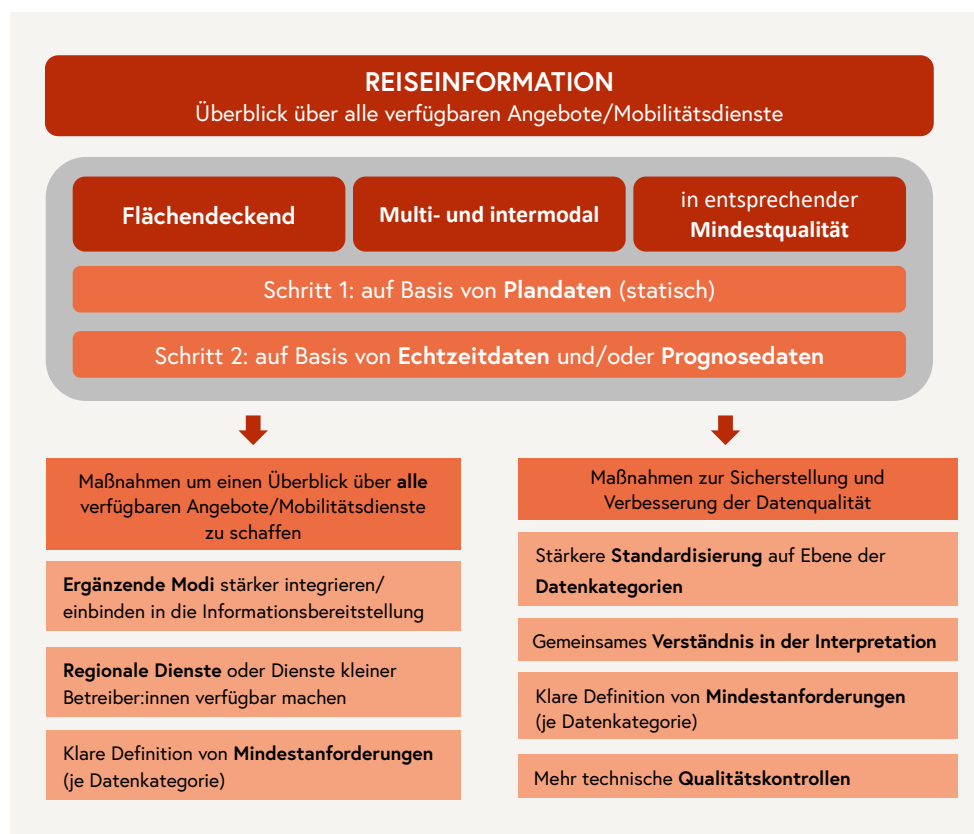 REISEINFORMATION
Überblick über alle verfügbaren Angebote/Mobilitätsdienste
Flächendeckend
Multi- und intermodal
in entsprechender
Mindestqualität
Schritt 1: auf Basis von Plandaten (statisch)
Schritt 2: auf Basis von Echtzeitdaten und/oder Prognosedaten
Maßnahmen um einen Überblick über alle
verfügbaren Angebote/Mobilitätsdienste
zu schaffen
Ergänzende Modi stärker integrieren/
einbinden in die Informationsbereitstellung
Regionale Dienste oder Dienste kleiner
Betreiber:innen verfügbar machen
Klare Definition von Mindestanforderungen
(je Datenkategorie)
Maßnahmen zur Sicherstellung und
Verbesserung der Datenqualität
Stärkere Standardisierung auf Ebene der
Datenkategorien
Gemeinsames Verständnis in der Interpretation
Klare Definition von Mindestanforderungen
(je Datenkategorie)
Mehr technische Qualitätskontrollen